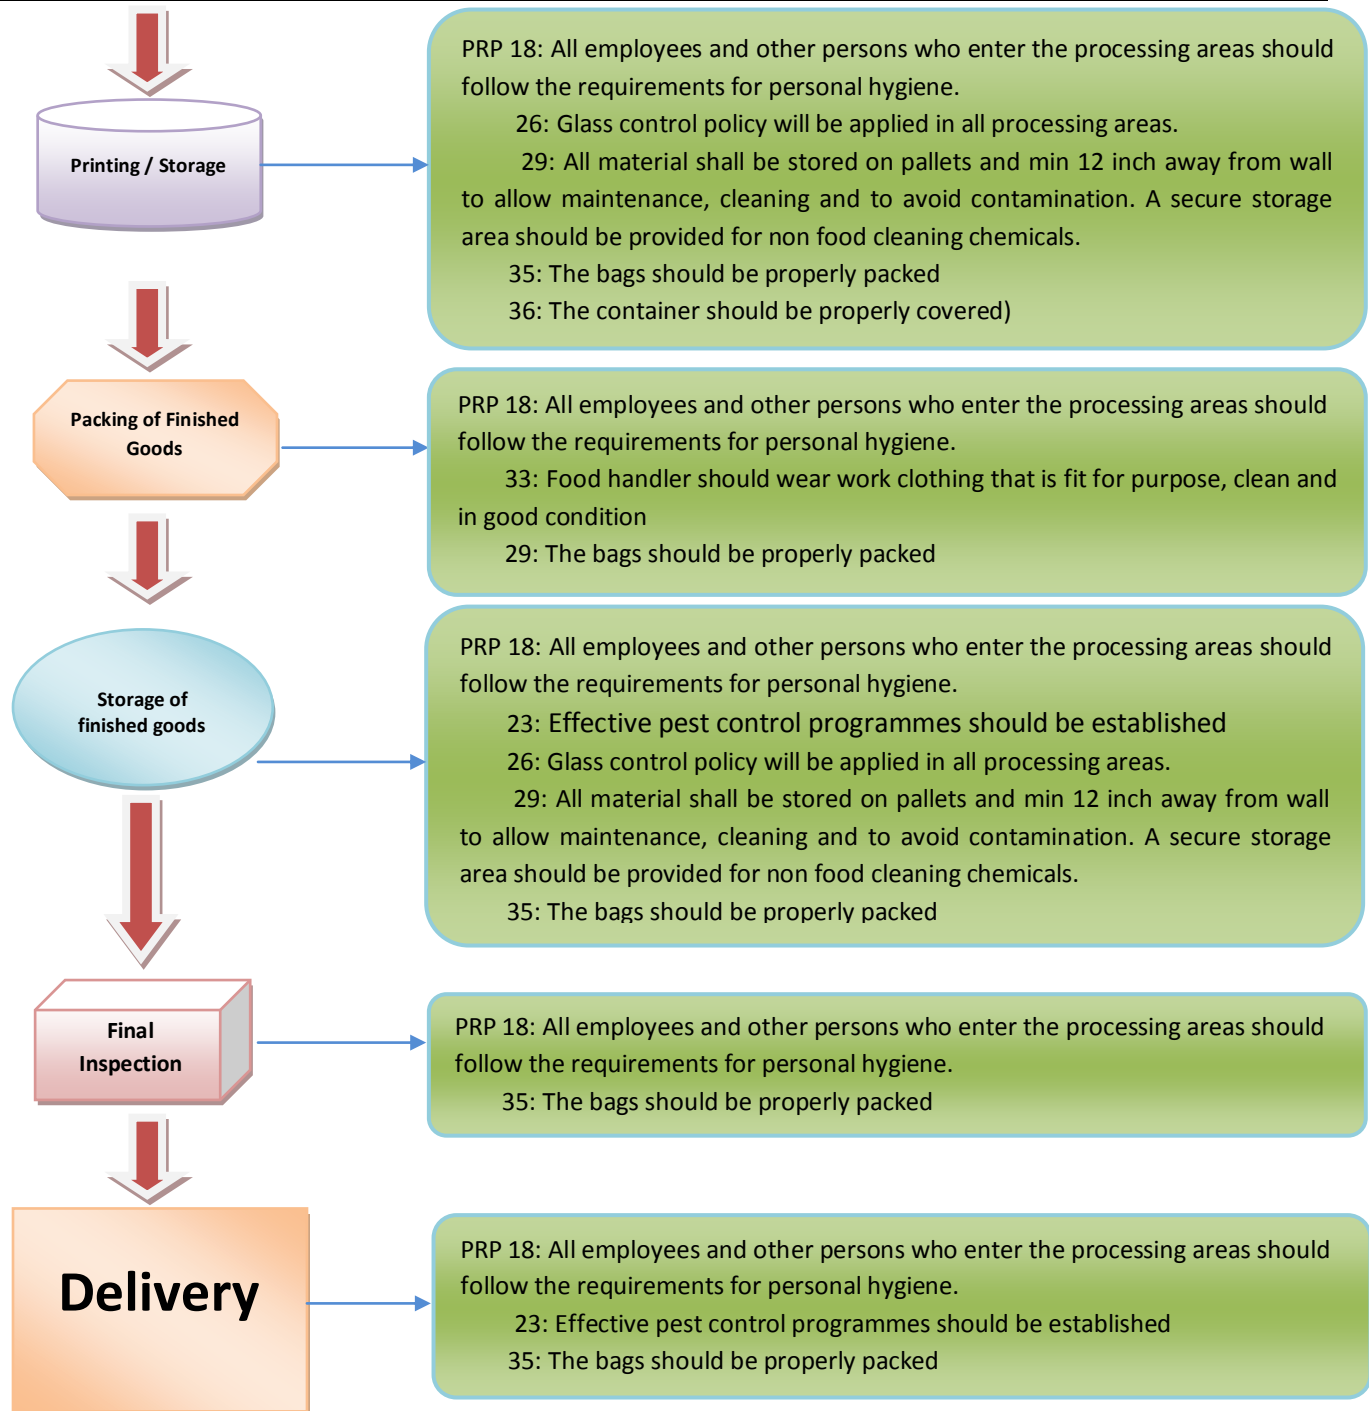 Printing / Storage
PRP 18: All employees and other persons who enter the processing areas should
follow the requirements for personal hygiene.
26: Glass control policy will be applied in all processing areas.
29: All material shall be stored on pallets and min 12 inch away from wall
to allow maintenance, cleaning and to avoid contamination. A secure storage
area should be provided for non food cleaning chemicals.
35: The bags should be properly packed
36: The container should be properly covered)
Packing of Finished
Goods
PRP 18: All employees and other persons who enter the processing areas should
follow the requirements for personal hygiene.
33: Food handler should wear work clothing that is fit for purpose, clean and
in good condition
29: The bags should be properly packed
Storage of
finished goods
PRP 18: All employees and other persons who enter the processing areas should
follow the requirements for personal hygiene.
23: Effective pest control programmes should be established
26: Glass control policy will be applied in all processing areas.
29: All material shall be stored on pallets and min 12 inch away from wall
to allow maintenance, cleaning and to avoid contamination. A secure storage
area should be provided for non food cleaning chemicals.
35: The bags should be properly packed
Final
Inspection
PRP 18: All employees and other persons who enter the processing areas should
follow the requirements for personal hygiene.
35: The bags should be properly packed
Delivery
PRP 18: All employees and other persons who enter the processing areas should
follow the requirements for personal hygiene.
23: Effective pest control programmes should be established
35: The bags should be properly packed